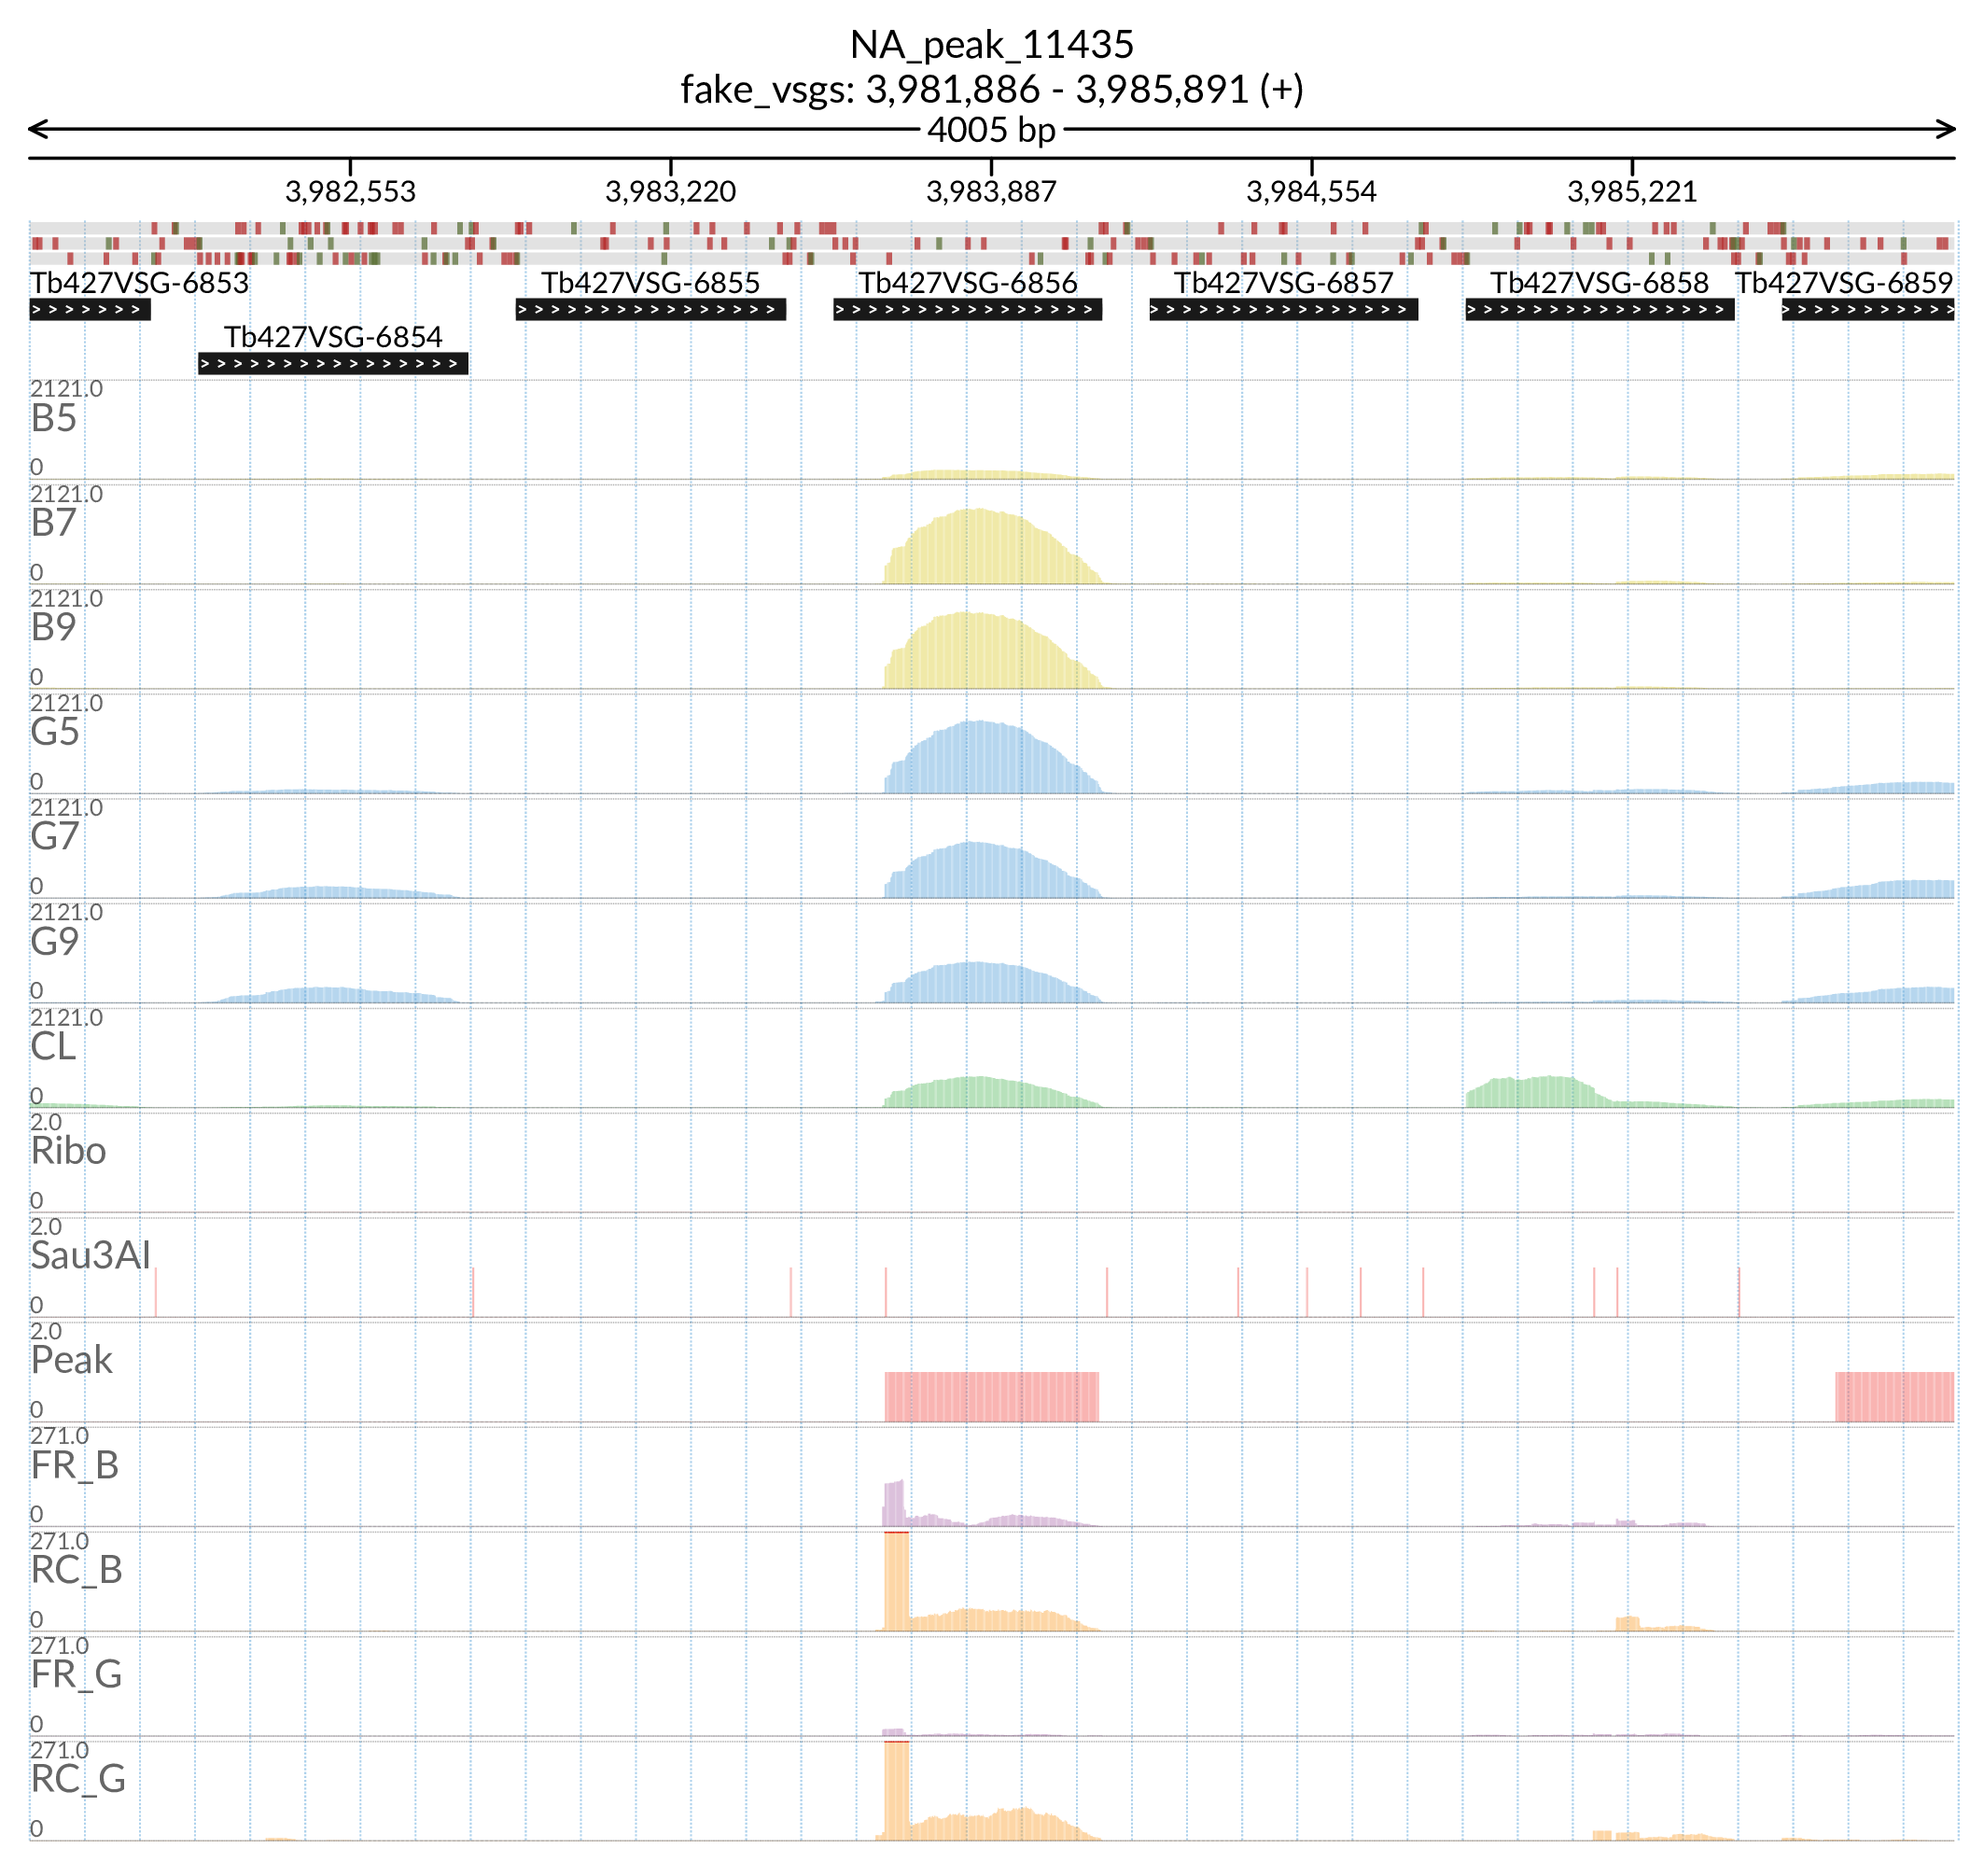 NA_peak_11435
fake_vsgs: 3,981,886 - 3,985,891 (+)
4005 bp
3,982,553 3,983,220 3,983,887 3,984,554 3,985,221
Tb427VSG-6853 Tb427VSG-6855 Tb427VSG-6856 Tb427VSG-6857 Tb427VSG-6858 Tb427VSG-6859
Tb427VSG-6854
2121.0
B5
0
2121.0
B7
0
2121.0
B9
0
2121.0
G5
0
2121.0
G7
0
2121.0
G9
0
2121.0
CL
0
2.0
Ribo
0
2.0
Sau3AI
0
2.0
Peak
0
271.0
FR_B
0
271.0
RC_B
0
271.0
FR_G
0
271.0
RC_G
0